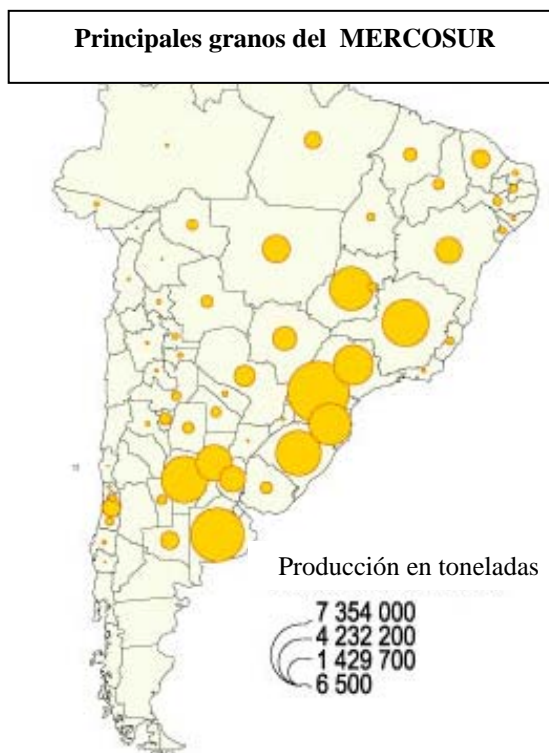 Principales granos del MERCOSUR
Producción en toneladas
7 354 000
4 232 200
1 429 700
6 500